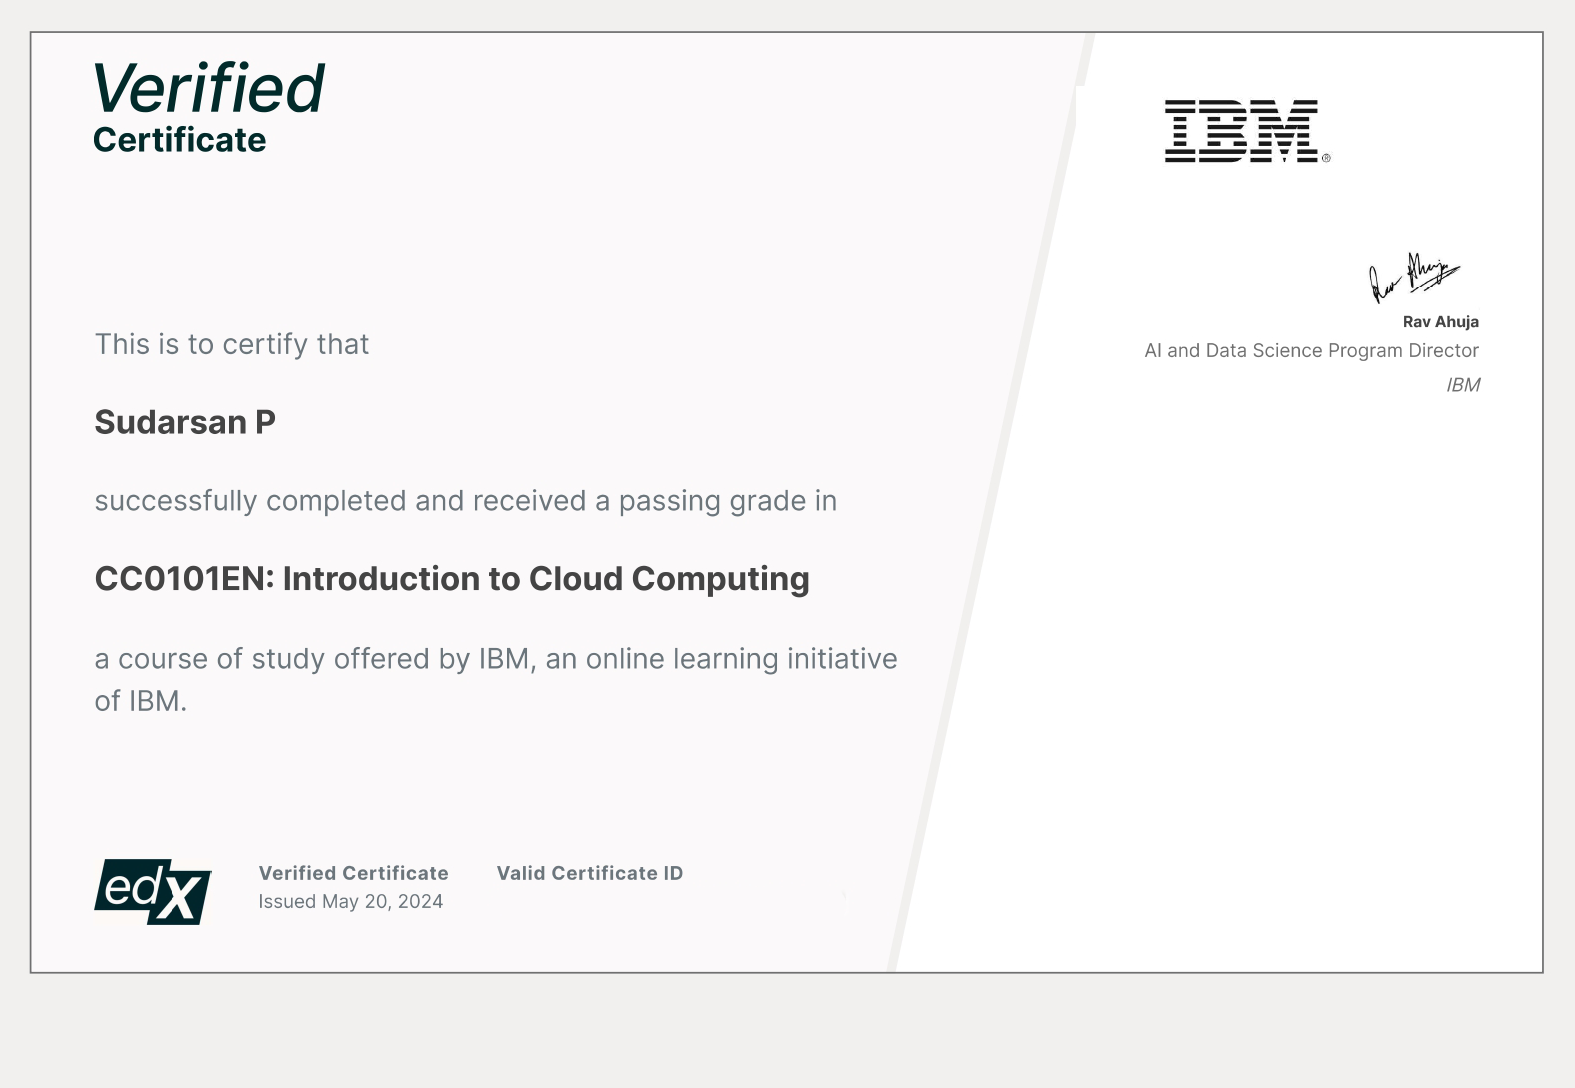 Verified
Certificate
IBM®
This is to certify that
Sudarsan P
successfully completed and received a passing grade in
CC0101EN: Introduction to Cloud Computing
a course of study offered by IBM, an online learning initiative
of IBM.
Rav Ahuja
Rav Ahuja
AI and Data Science Program Director
IBM
edX
Verified Certificate
Issued May 20, 2024
Valid Certificate ID